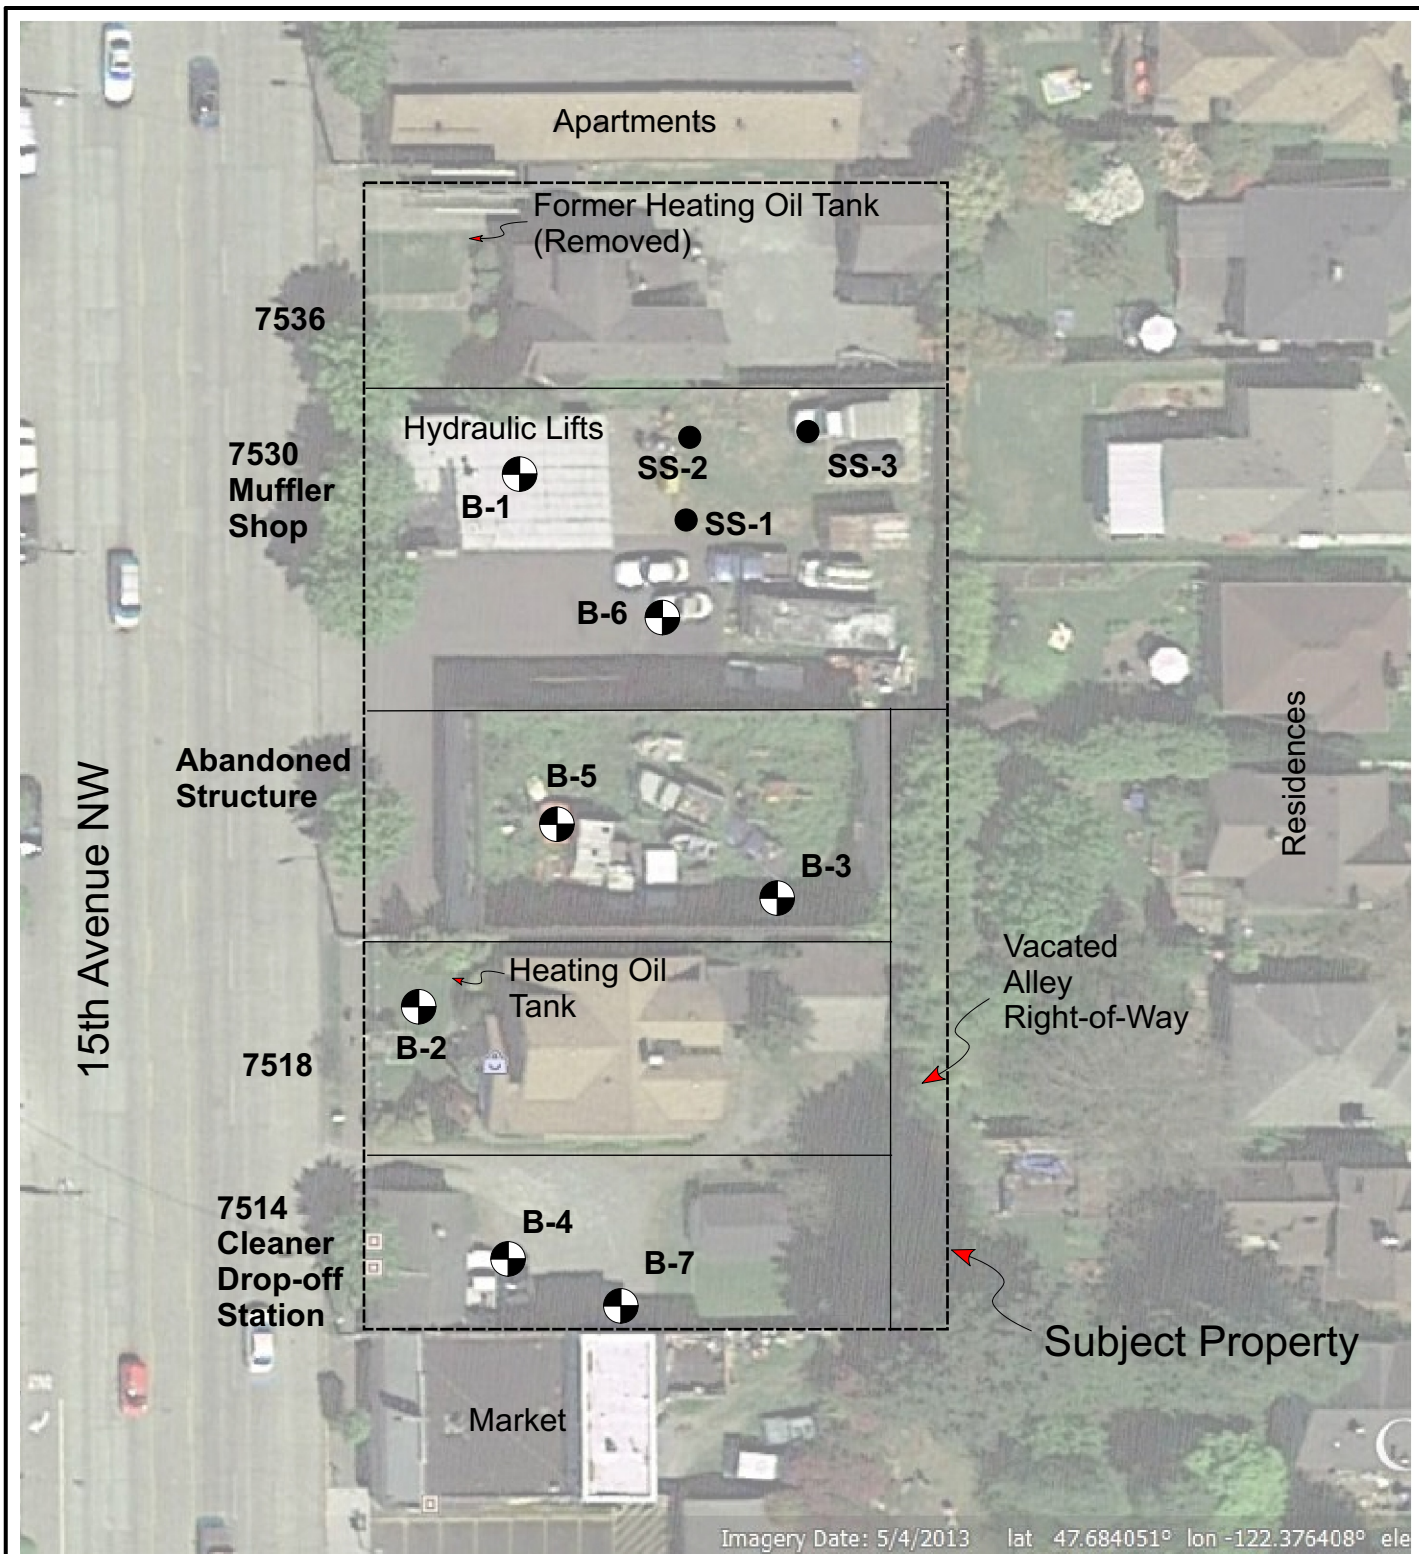 Apartments
Former Heating Oil Tank
(Removed)
7536
Hydraulic Lifts
7530
Muffler
Shop
B-1
SS-2
SS-3
SS-1
B-6
Abandoned
Structure
B-5
B-3
15th Avenue NW
Residences
Heating Oil
Tank
B-2
7518
Vacated
Alley
Right-of-Way
7514
Cleaner
Drop-off
Station
B-4
B-7
Subject Property
Market
Imagery Date: 5/4/2013 lat 47.684051° lon -122.376408° ele